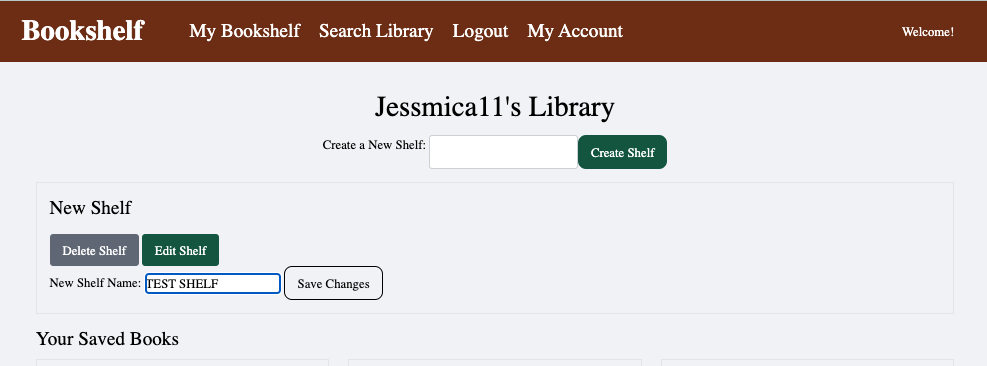 Bookshelf My Bookshelf Search Library Logout My Account Welcome!
Jessmica11's Library
Create a New Shelf: Create Shelf
New Shelf
Delete Shelf Edit Shelf
New Shelf Name: TEST SHELF Save Changes
Your Saved Books